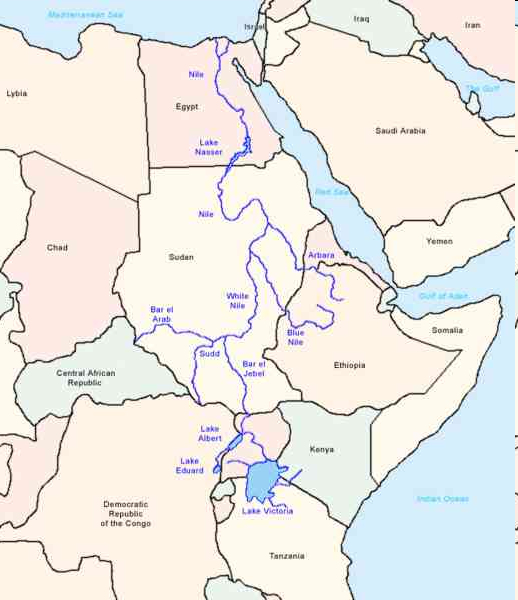 Mediterranean Sea
Israel
Iraq
Iran
Nile
Lybia
Egypt
The Gulf
Saudi Arabia
Lake
Nasser
Red Sea
Nile
Chad
Sudan
Yemen
Arbara
White
Nile
Gulf of Aden
Bar el
Arab
Blue
Nile
Somalia
Sudd
Bar el
Jebel
Ethiopia
Central African
Republic
Lake
Albert
Kenya
Lake
Eduard
Indian Ocean
Democratic
Republic
of the Congo
Lake Victoria
Tanzania